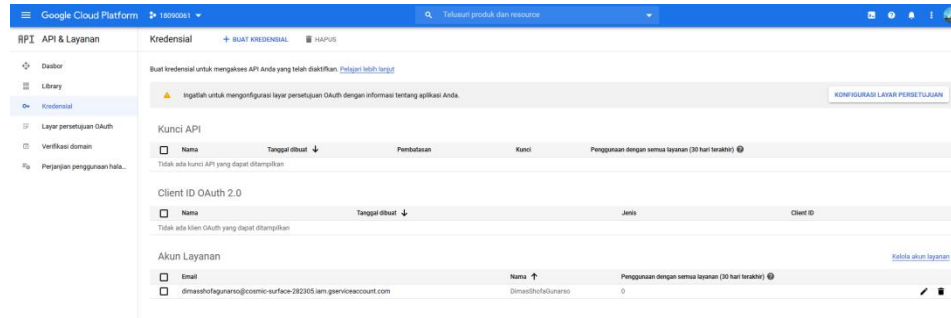 Google Cloud Platform
18090061
Telusuri produk dan resource
API API & Layanan
Kredensial
+ BUAT KREDENSIAL
HAPUS
Dasbor
Library
Kredensial
Layar persetujuan OAuth
Verifikasi domain
Perjanjian penggunaan hala...
Buat kredensial untuk mengakses API Anda yang telah diaktifkan. Pelajari lebih lanjut
Ingatlah untuk mengonfigurasi layar persetujuan OAuth dengan informasi tentang aplikasi Anda.
KONFIGURASI LAYAR PERSETUJUAN
Kunci API
Nama Tanggal dibuat Pembatasan Kunci Penggunaan dengan semua layanan (30 hari terakhir)
Tidak ada kunci API yang dapat ditampilkan
Client ID OAuth 2.0
Nama Tanggal dibuat Jenis Client ID
Tidak ada klien OAuth yang dapat ditampilkan
Akun Layanan
Kelola akun layanan
Email Nama Penggunaan dengan semua layanan (30 hari terakhir)
dimasshofagunarso@cosmic-surface-282305.iam.gserviceaccount.com DimasShofaGunarso 0